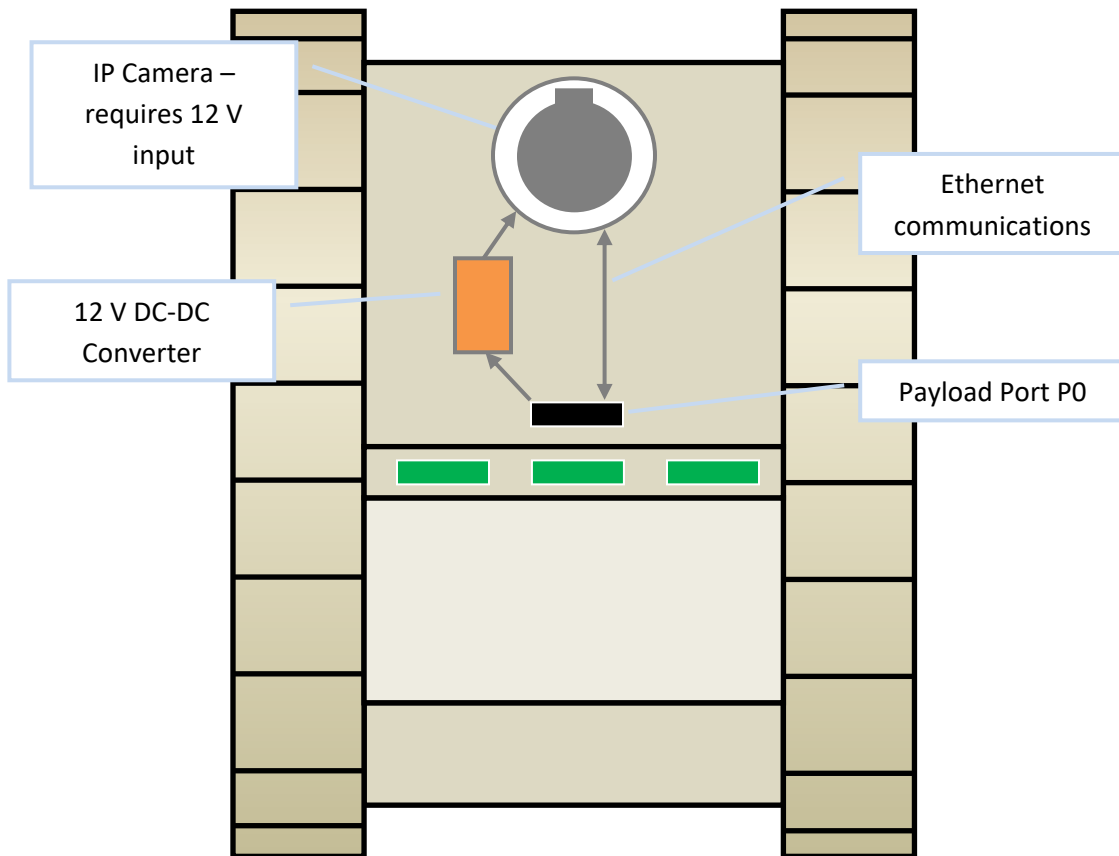 IP Camera –
requires 12 V
input
Ethernet
communications
12 V DC-DC
Converter
Payload Port P0